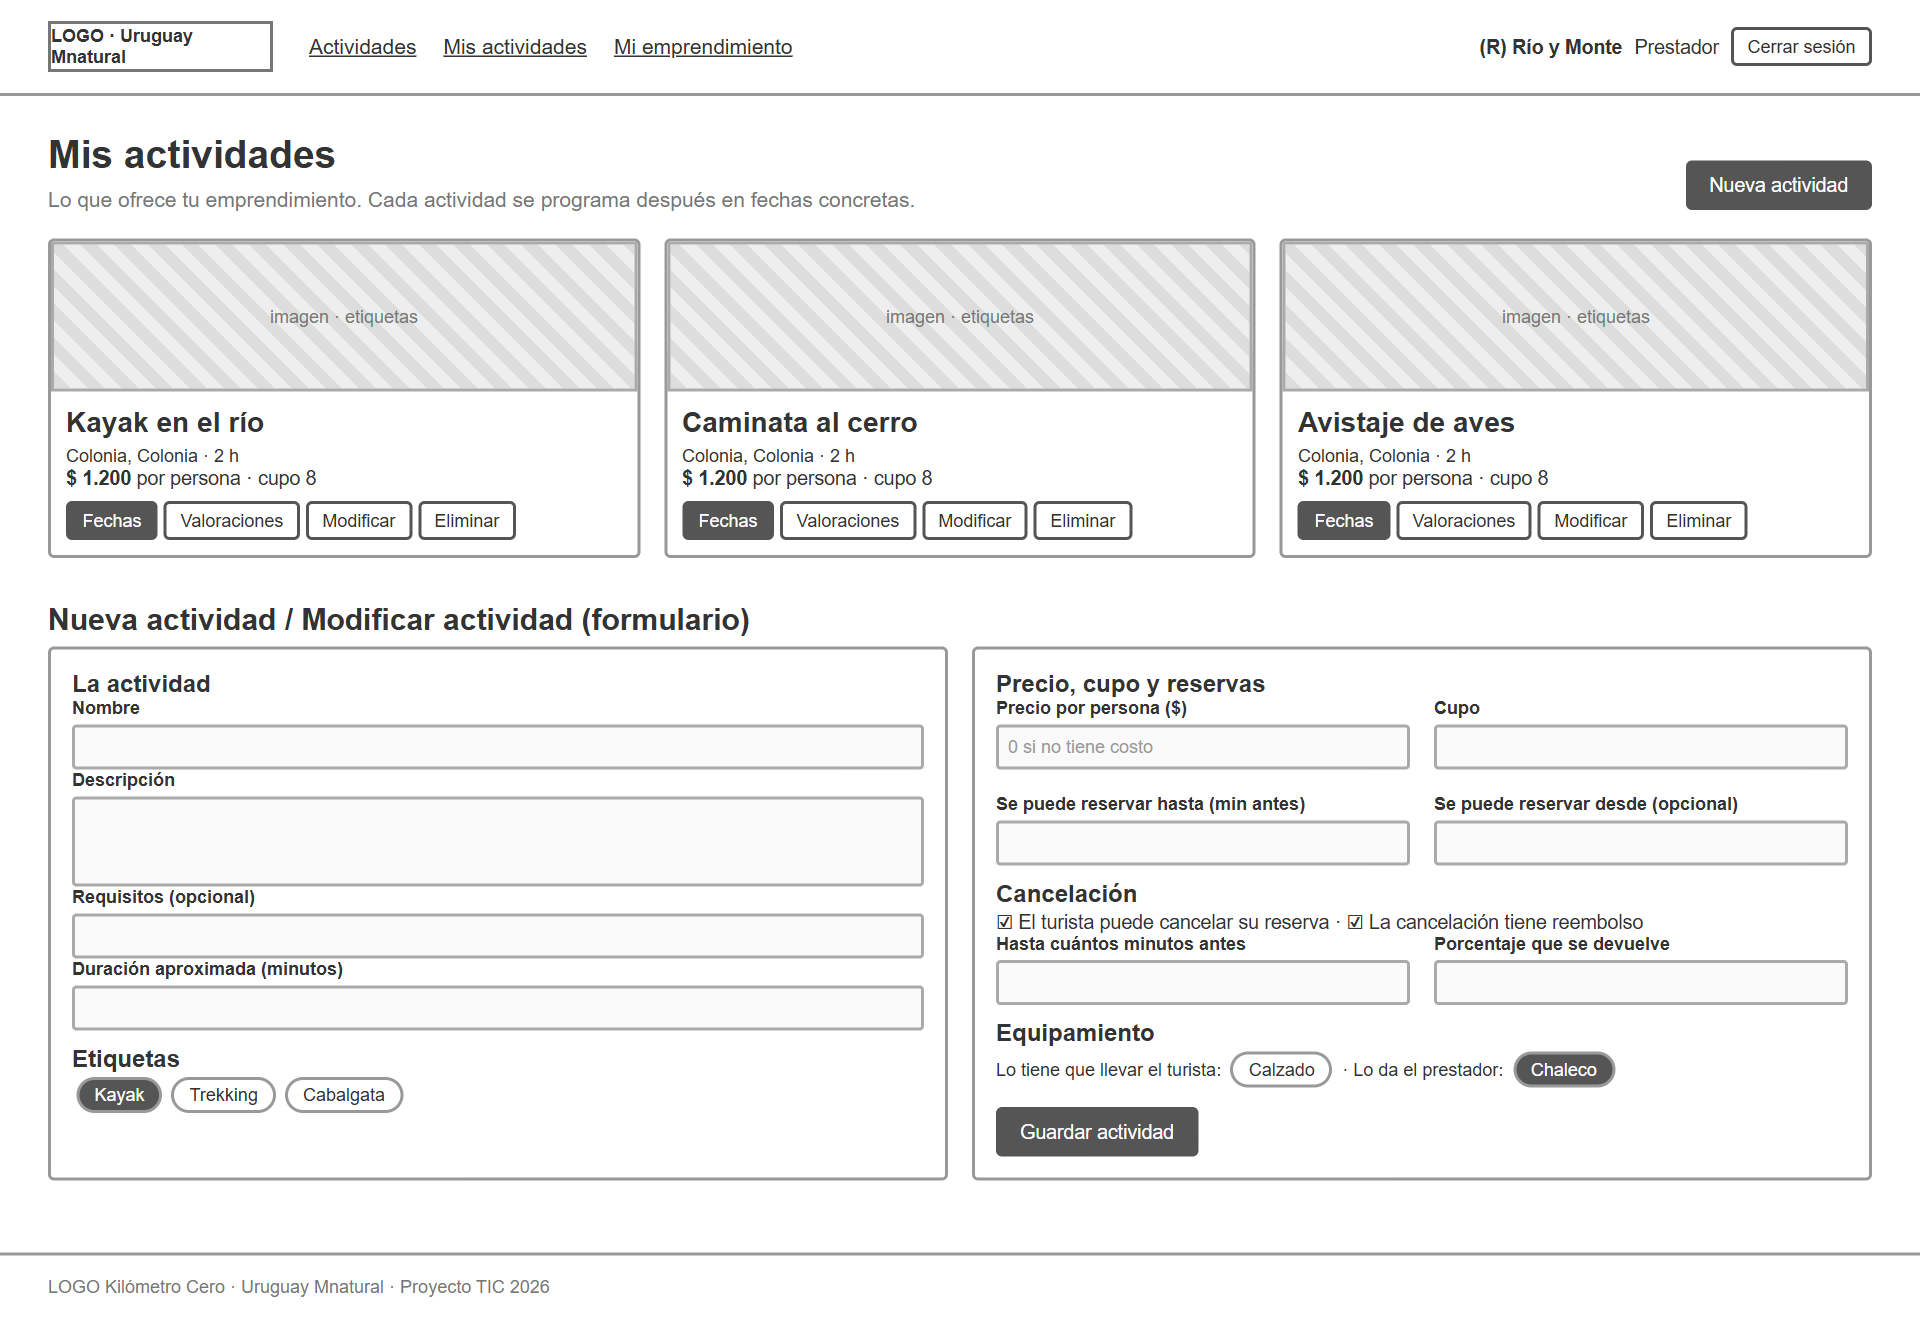 LOGO · Uruguay
Mnatural
Actividades Mis actividades Mi emprendimiento
(R) Río y Monte Prestador Cerrar sesión
Mis actividades
Lo que ofrece tu emprendimiento. Cada actividad se programa después en fechas concretas.
Nueva actividad
imagen · etiquetas
Kayak en el río
Colonia, Colonia · 2 h
$ 1.200 por persona · cupo 8
Fechas Valoraciones Modificar Eliminar
imagen · etiquetas
Caminata al cerro
Colonia, Colonia · 2 h
$ 1.200 por persona · cupo 8
Fechas Valoraciones Modificar Eliminar
imagen · etiquetas
Avistaje de aves
Colonia, Colonia · 2 h
$ 1.200 por persona · cupo 8
Fechas Valoraciones Modificar Eliminar
Nueva actividad / Modificar actividad (formulario)
La actividad
Nombre
Descripción
Requisitos (opcional)
Duración aproximada (minutos)
Etiquetas
Kayak Trekking Cabalgata
Precio, cupo y reservas
Precio por persona ($) Cupo
0 si no tiene costo
Se puede reservar hasta (min antes) Se puede reservar desde (opcional)
Cancelación
☑ El turista puede cancelar su reserva · ☑ La cancelación tiene reembolso
Hasta cuántos minutos antes Porcentaje que se devuelve
Equipamiento
Lo tiene que llevar el turista: Calzado · Lo da el prestador: Chaleco
Guardar actividad
LOGO Kilómetro Cero · Uruguay Mnatural · Proyecto TIC 2026